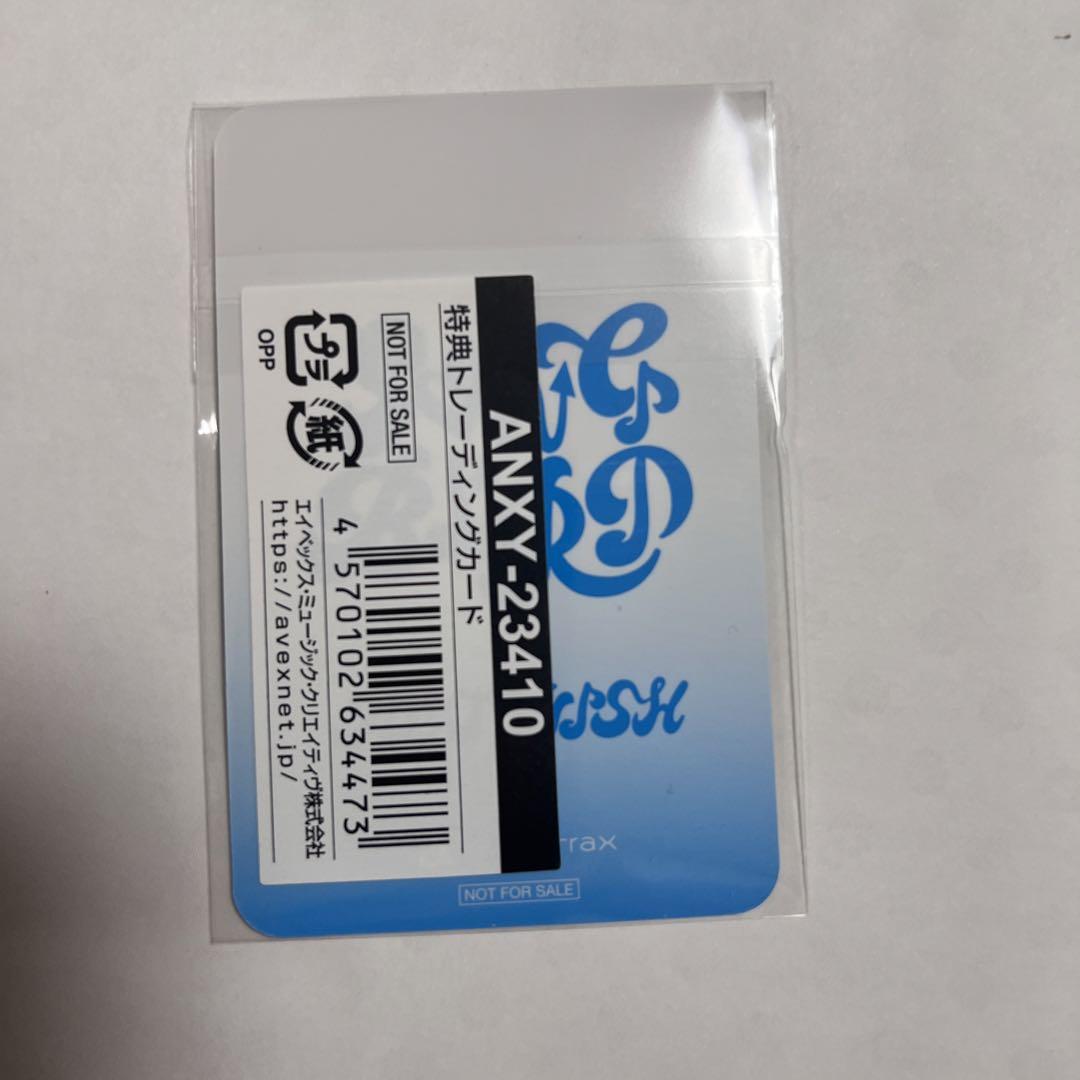 ANXY-23410
特典トレーディングカード
NOT FOR SALE
プラ
OPP
紙
4 570102 634473
エイベックス・ミュージック・クリエイティヴ株式会社
https://avexnet.jp/
NOT FOR SALE